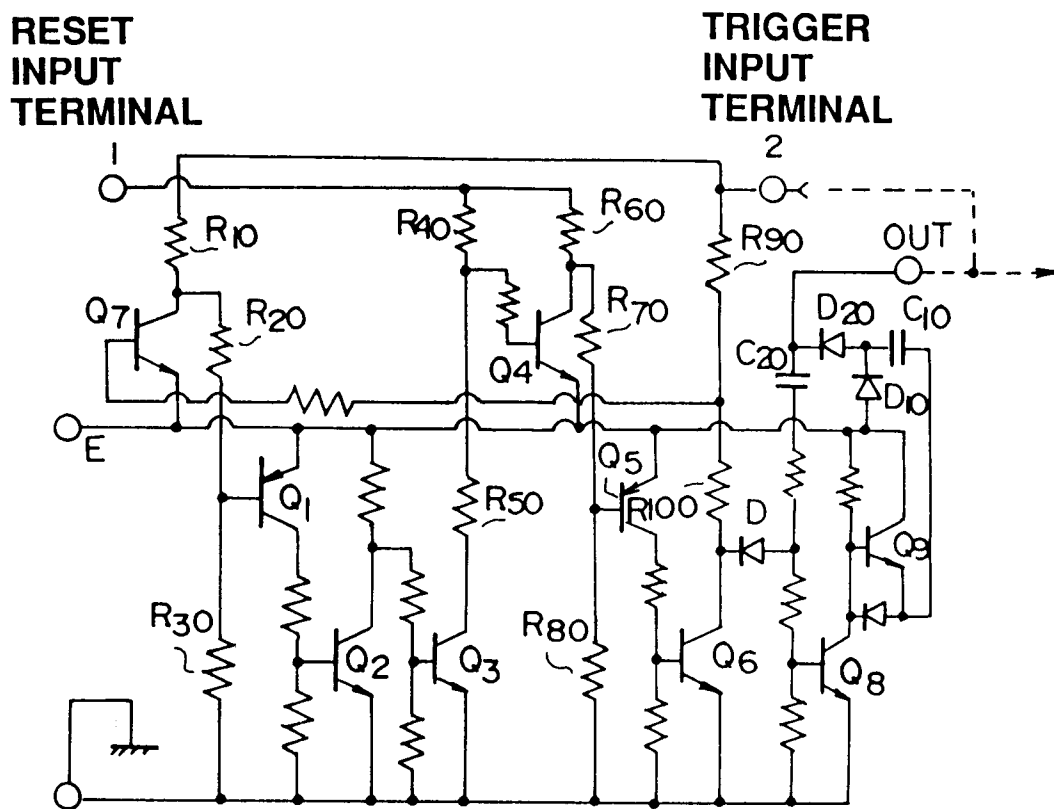 RESET
INPUT
TERMINAL
TRIGGER
INPUT
TERMINAL
1
2
R10
R40
R60
R90
OUT
Q7
R20
Q4
R70
D20
C10
C20
D10
E
Q1
R50
Q5
R100
D
Q9
R30
Q2
Q3
R80
Q6
Q8